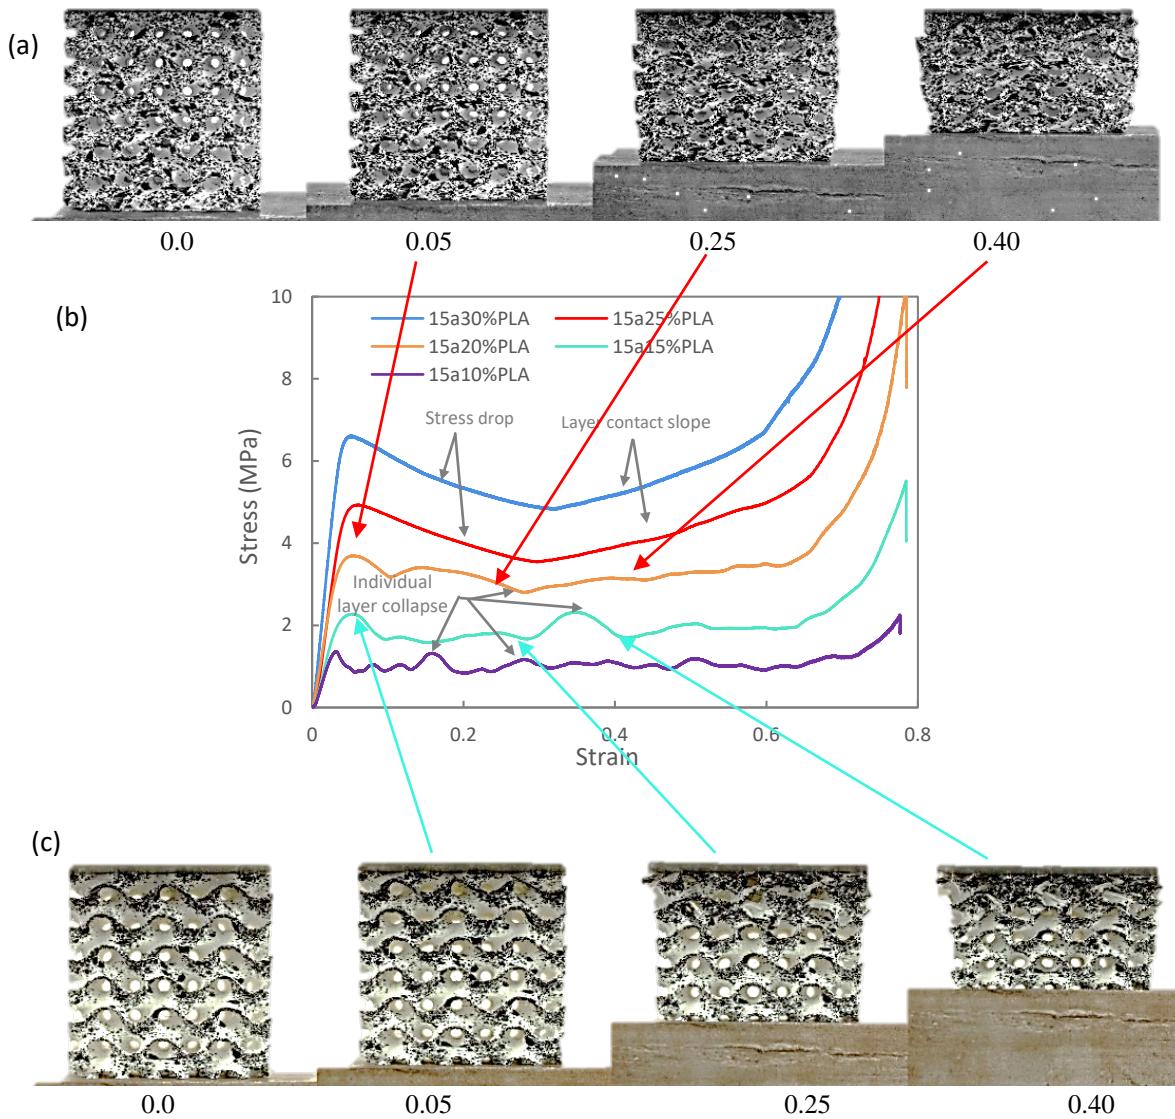 (a)
0.0 0.05 0.25 0.40
(b)
10
8
6
4
2
0
Stress (MPa)
15a30%PLA 15a25%PLA
15a20%PLA 15a15%PLA
15a10%PLA
Stress drop
Layer contact slope
Individual
layer collapse
0 0.2 0.4 0.6 0.8
Strain
(c)
0.0 0.05 0.25 0.40